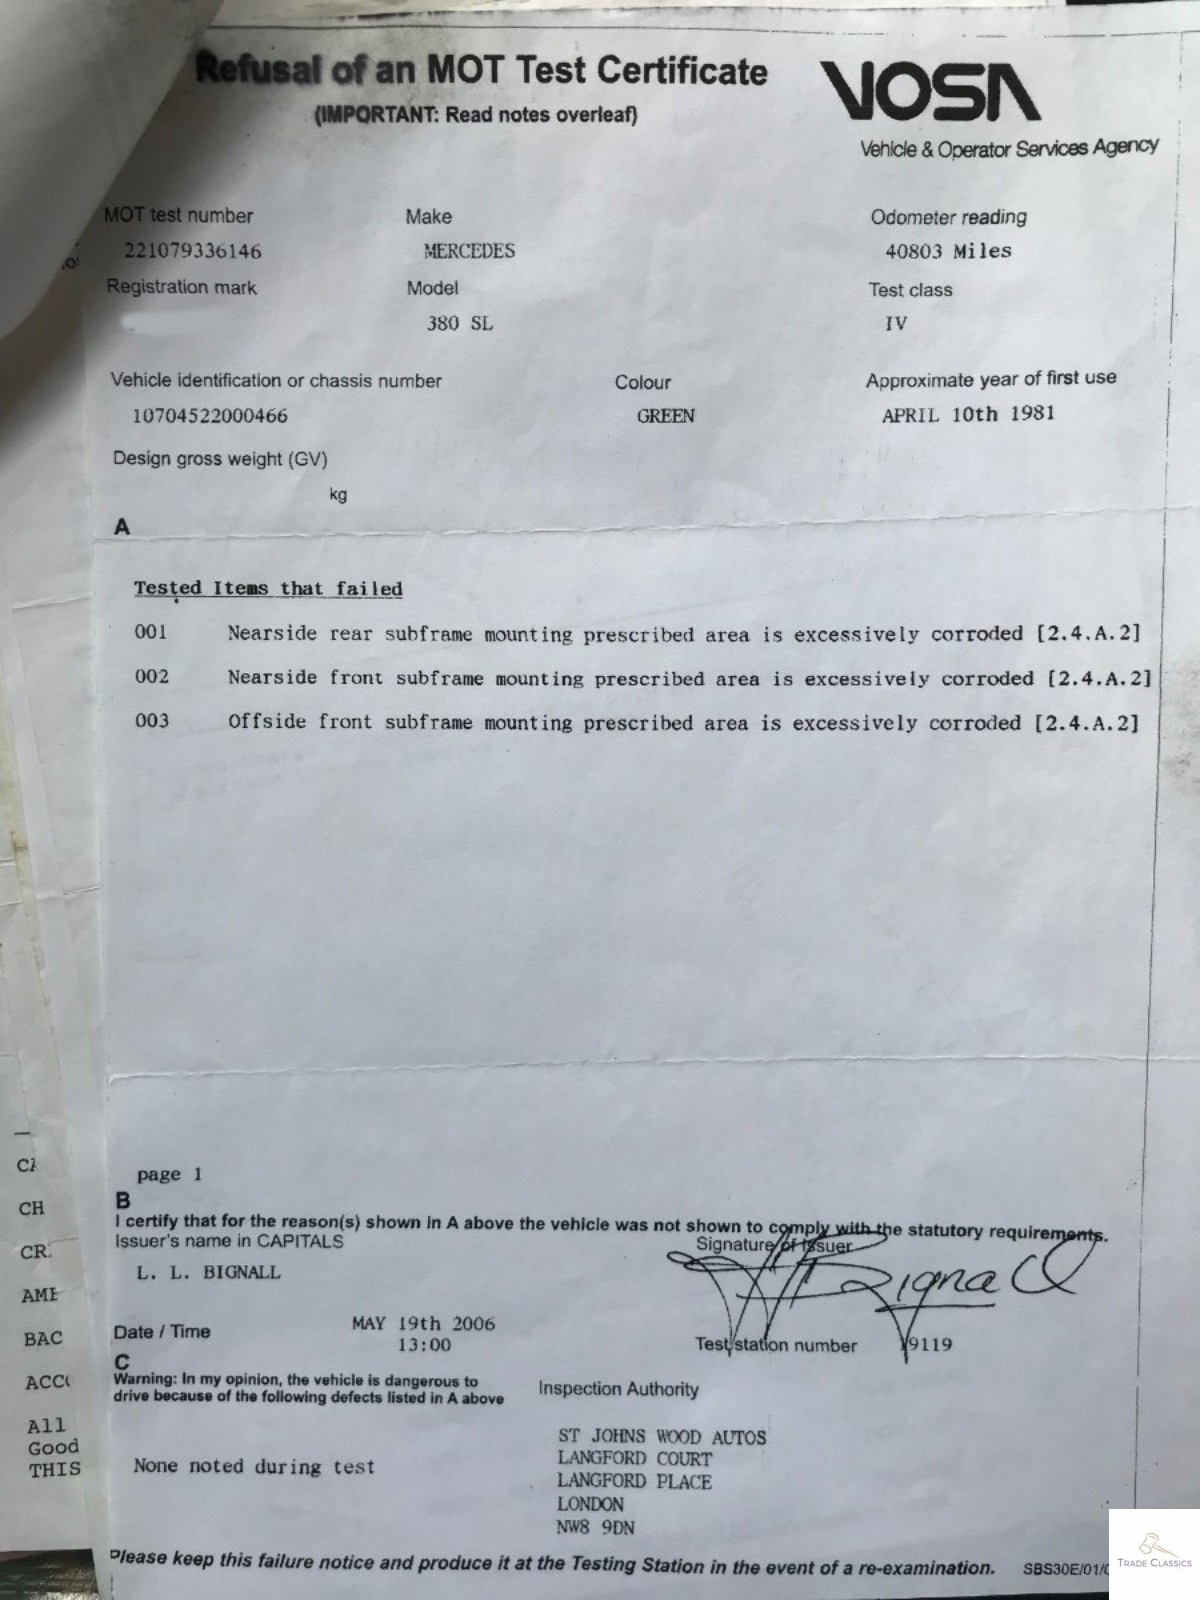 Refusal of an MOT Test Certificate
(IMPORTANT: Read notes overleaf)
VOSA
Vehicle & Operator Services Agency
MOT test number
Make
Odometer reading
221079336146
MERCEDES
40803 Miles
Registration mark
Model
Test class
380 SL
IV
Vehicle identification or chassis number
Colour
Approximate year of first use
10704522000466
GREEN
APRIL 10th 1981
Design gross weight (GV)
kg
A
Tested Items that failed
001 Nearside rear subframe mounting prescribed area is excessively corroded [2.4.A.2]
002 Nearside front subframe mounting prescribed area is excessively corroded [2.4.A.2]
003 Offside front subframe mounting prescribed area is excessively corroded [2.4.A.2]
page 1
B
I certify that for the reason(s) shown in A above the vehicle was not shown to comply with the statutory requirements.
Issuer's name in CAPITALS
Signature of Issuer
L. L. BIGNALL
Bignall
Date / Time
MAY 19th 2006
13:00
Test station number
9119
C
Warning: In my opinion, the vehicle is dangerous to
drive because of the following defects listed in A above
Inspection Authority
None noted during test
ST JOHNS WOOD AUTOS
LANGFORD COURT
LANGFORD PLACE
LONDON
NW8 9DN
Please keep this failure notice and produce it at the Testing Station in the event of a re-examination.
SBS30E/01/0
CH
BAC
All
Good
THIS
TRADE CLASSICS